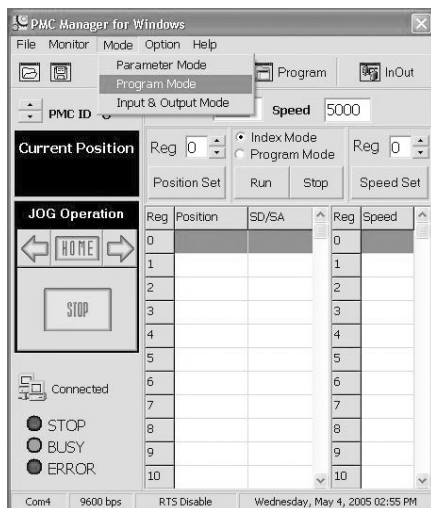 PMC Manager for Windows
File Monitor Mode Option Help
Parameter Mode
Program Mode
Input & Output Mode
Program
InOut
PMC ID
Speed 5000
Current Position
Reg 0
Index Mode
Program Mode
Reg 0
Position Set
Run
Stop
Speed Set
JOG Operation
HOME
STOP
Reg Position SD/SA Reg Speed
0 0
1 1
2 2
3 3
4 4
5 5
6 6
7 7
8 8
9 9
10 10
Connected
STOP
BUSY
ERROR
Com4 9600 bps RTS Disable Wednesday, May 4, 2005 02:55 PM